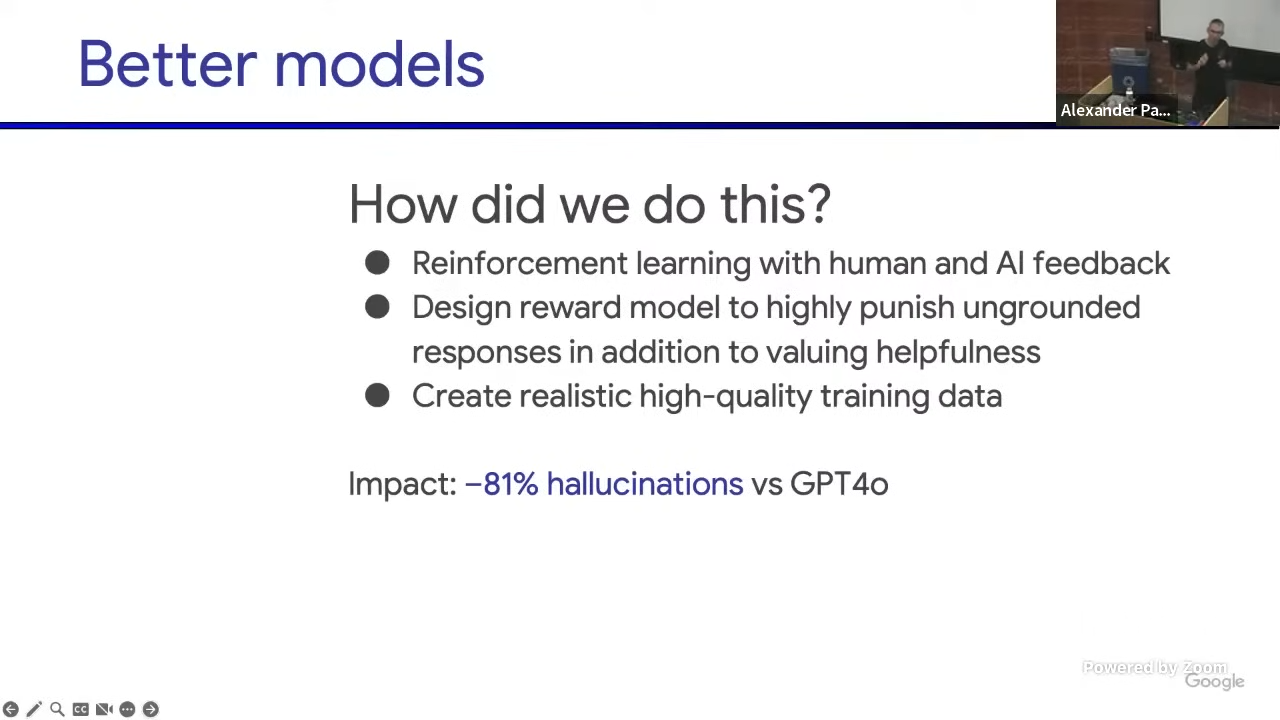 Better models
Alexander Pa...
How did we do this?
● Reinforcement learning with human and AI feedback
● Design reward model to highly punish ungrounded
responses in addition to valuing helpfulness
● Create realistic high-quality training data
Impact: –81% hallucinations vs GPT4o
Powered by Zoom
Google
CC